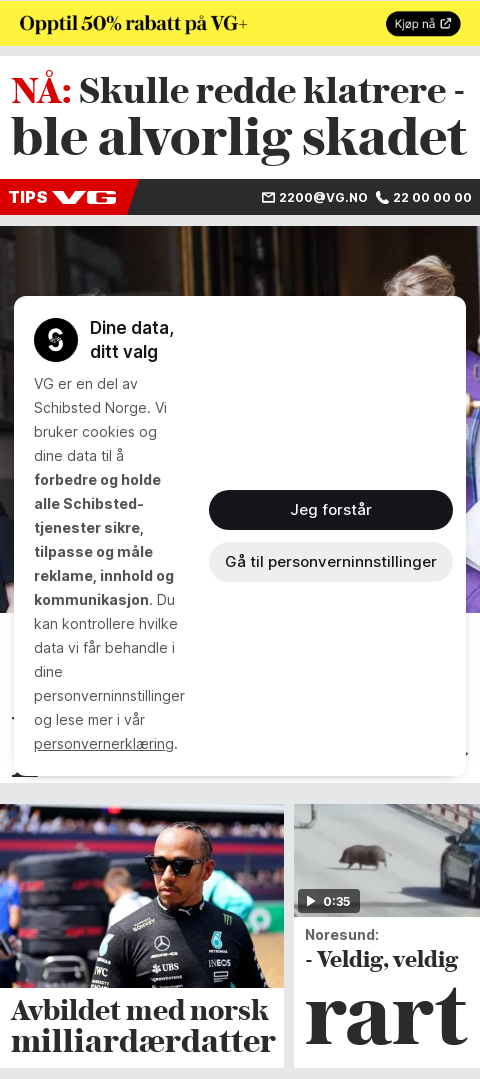 Opptil 50% rabatt på VG+
Kjøp nå
NÅ: Skulle redde klatrere -
ble alvorlig skadet
TIPS VG
2200@VG.NO
22 00 00 00
Dine data,
ditt valg
VG er en del av
Schibsted Norge. Vi
bruker cookies og
dine data til å
forbedre og holde
alle Schibsted-
tjenester sikre,
tilpasse og måle
reklame, innhold og
kommunikasjon. Du
kan kontrollere hvilke
data vi får behandle i
dine
personverninnstillinger
og lese mer i vår
personvernerklæring.
Jeg forstår
Gå til personverninnstillinger
PETRONAS
UBS
INEOS
Avbildet med norsk
milliardærdatter
0:35
Noresund:
- Veldig, veldig
rart